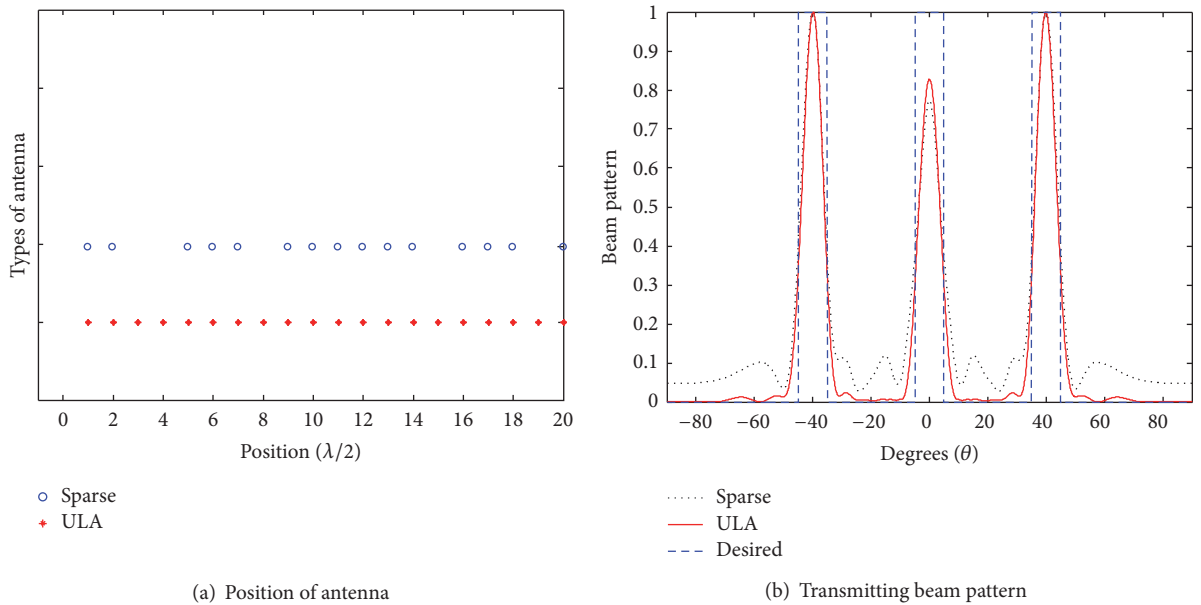 Types of antenna
0 2 4 6 8 10 12 14 16 18 20
Position (λ/2)
Sparse
ULA
(a) Position of antenna
1
0.9
0.8
0.7
0.6
0.5
0.4
0.3
0.2
0.1
0
Beam pattern
−80 −60 −40 −20 0 20 40 60 80
Degrees (θ)
Sparse
ULA
Desired
(b) Transmitting beam pattern